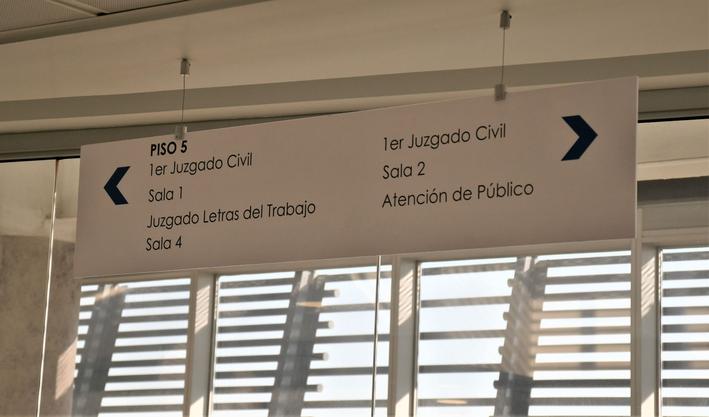 PISO 5
1er Juzgado Civil
Sala 1
Juzgado Letras del Trabajo
Sala 4
1er Juzgado Civil
Sala 2
Atención de Público